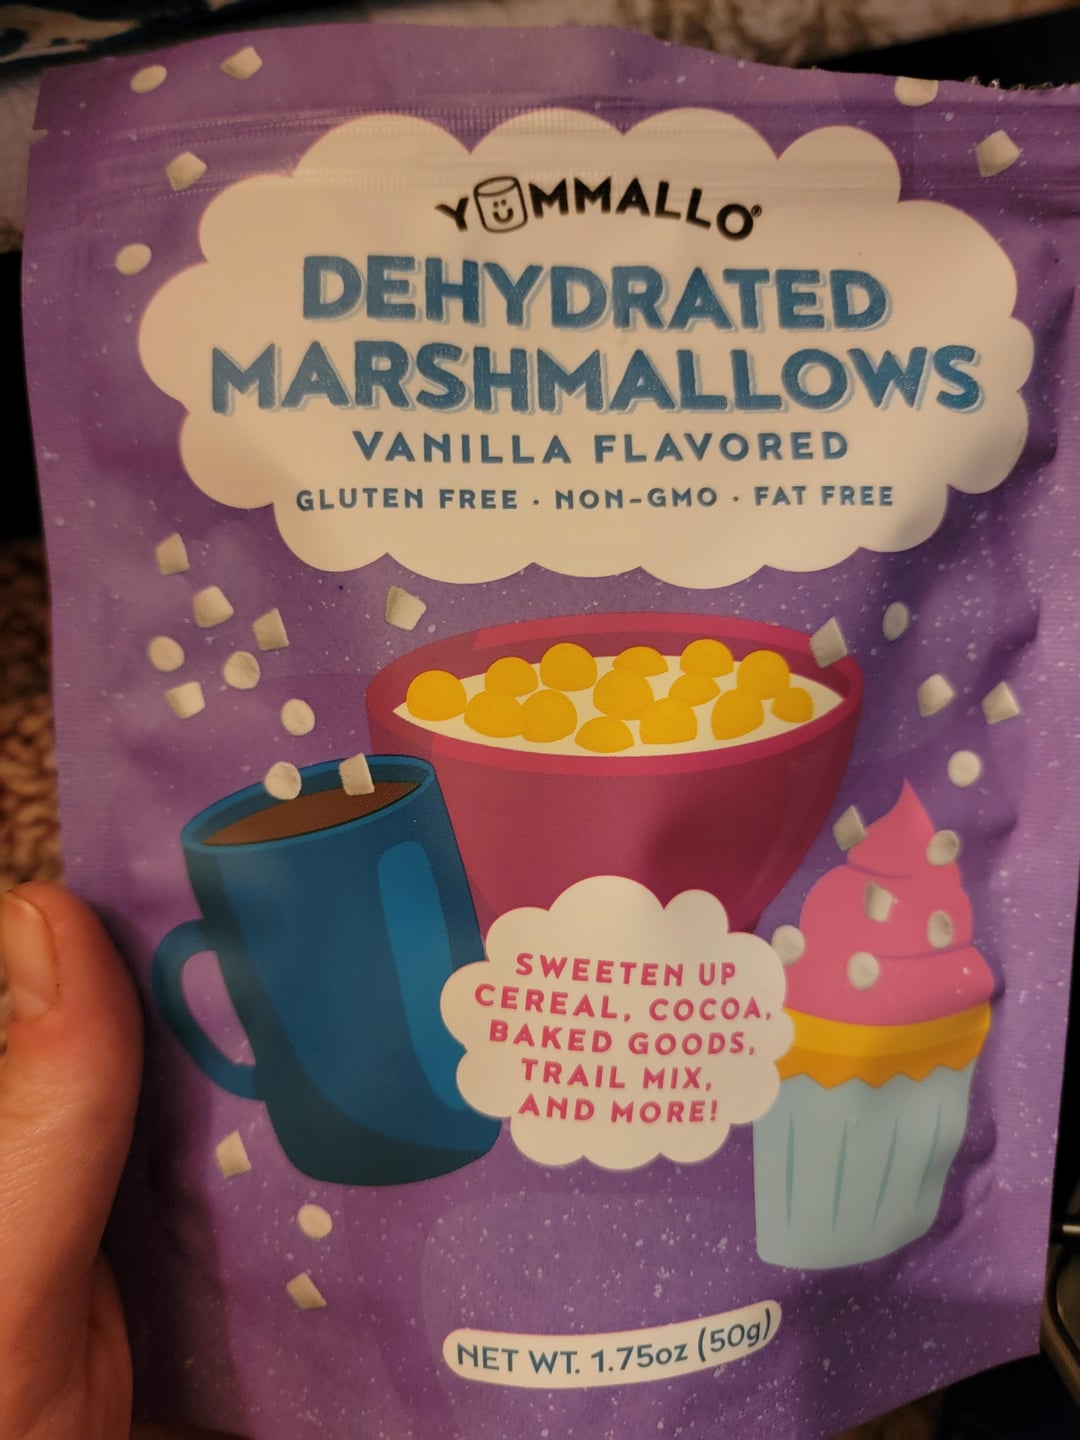 YUMMALLO®
DEHYDRATED
MARSHMALLOWS
VANILLA FLAVORED
GLUTEN FREE · NON-GMO · FAT FREE
SWEETEN UP
CEREAL, COCOA,
BAKED GOODS,
TRAIL MIX,
AND MORE!
NET WT. 1.75oz (50g)